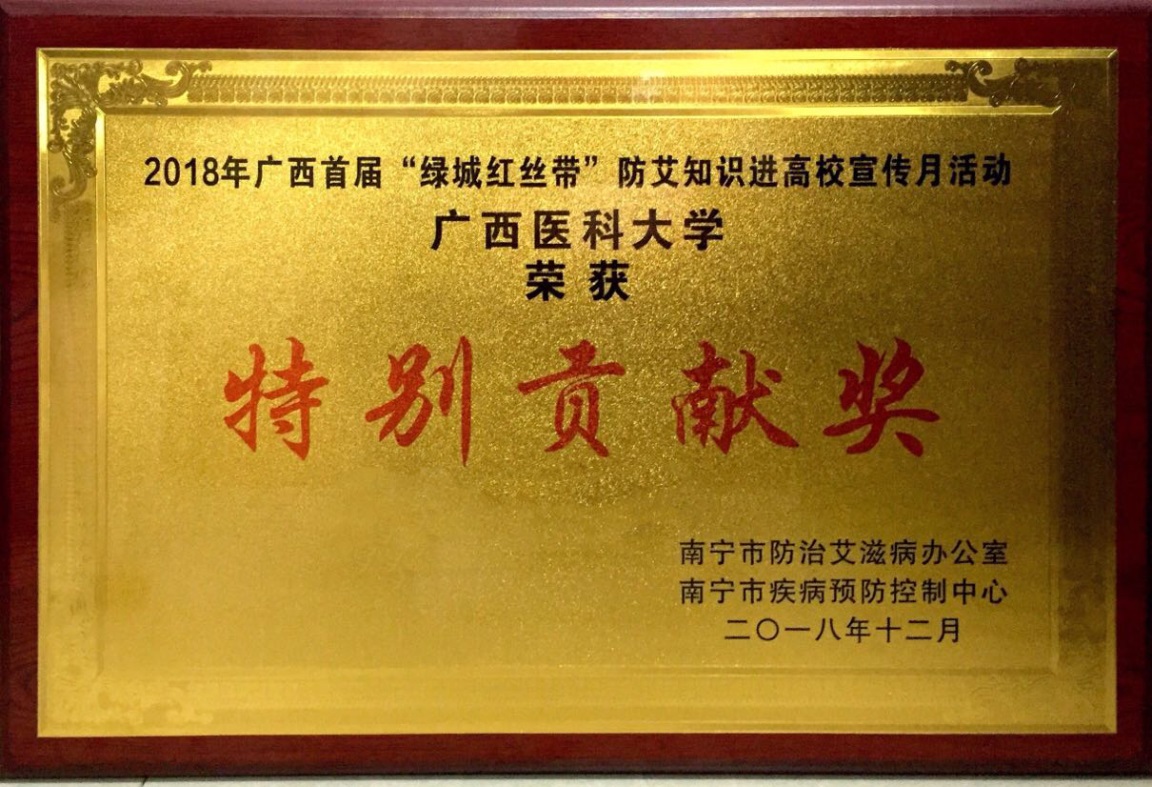 2018年广西首届“绿城红丝带”防艾知识进高校宣传月活动
广西医科大学
荣获
特别贡献奖
南宁市防治艾滋病办公室
南宁市疾病预防控制中心
二〇一八年十二月